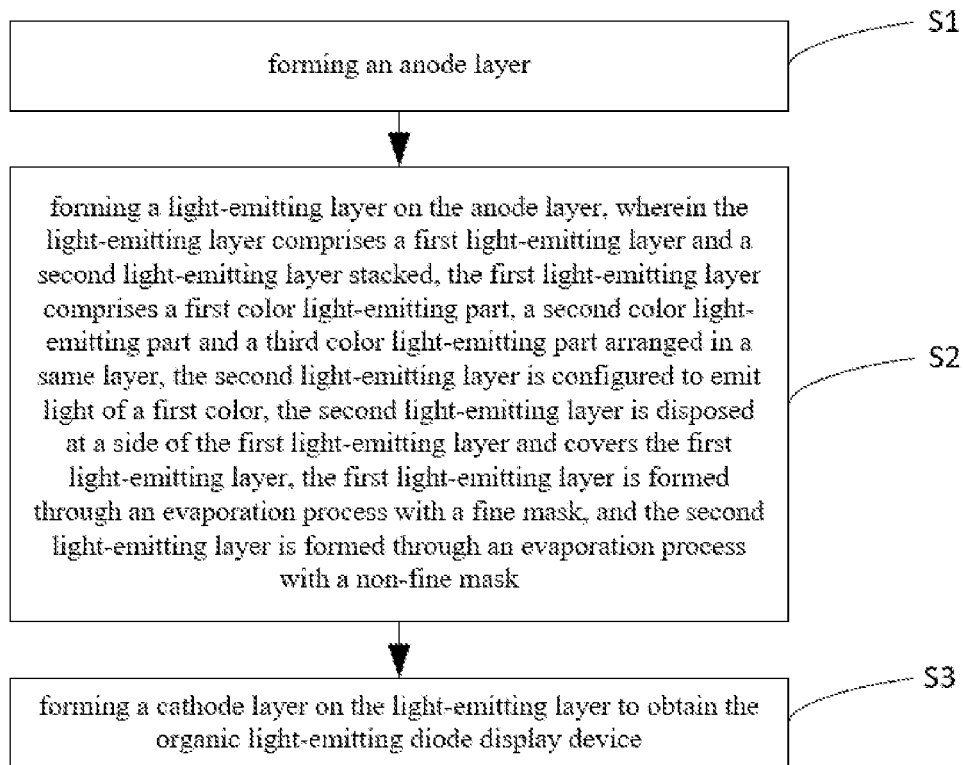 S1
forming an anode layer
forming a light-emitting layer on the anode layer, wherein the
light-emitting layer comprises a first light-emitting layer and a
second light-emitting layer stacked, the first light-emitting layer
comprises a first color light-emitting part, a second color light-
emitting part and a third color light-emitting part arranged in a
same layer, the second light-emitting layer is configured to emit
light of a first color, the second light-emitting layer is disposed
at a side of the first light-emitting layer and covers the first
light-emitting layer, the first light-emitting layer is formed
through an evaporation process with a fine mask, and the second
light-emitting layer is formed through an evaporation process
with a non-fine mask
S2
S3
forming a cathode layer on the light-emitting layer to obtain the
organic light-emitting diode display device